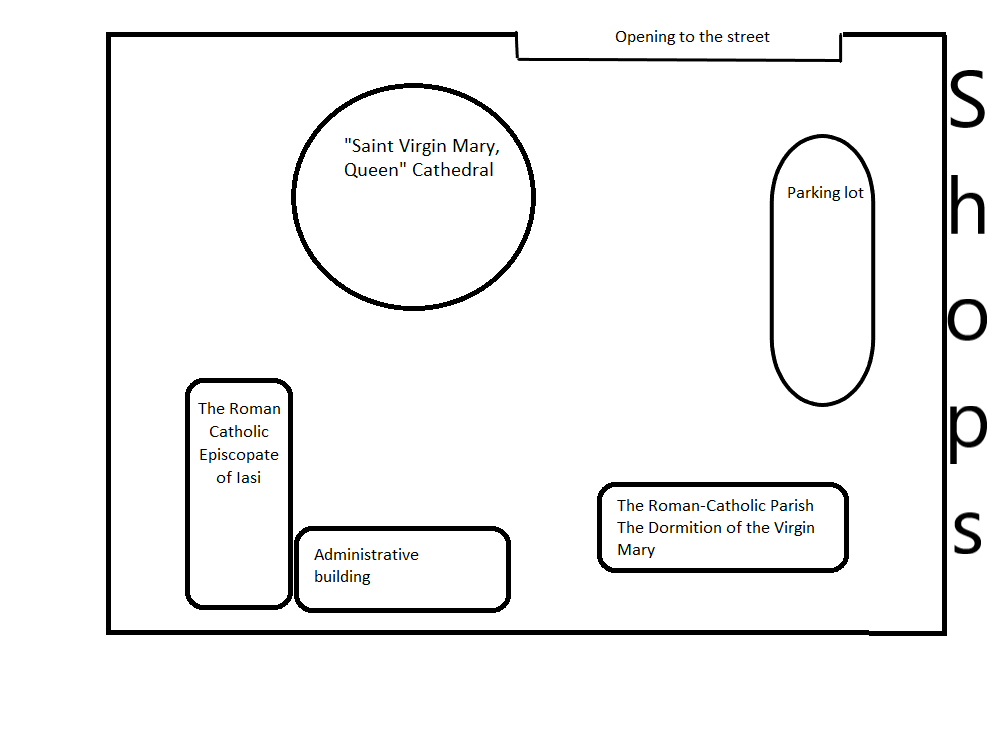 Opening to the street
"Saint Virgin Mary,
Queen" Cathedral
Parking lot
Shops
The Roman
Catholic
Episcopate
of Iasi
Administrative
building
The Roman-Catholic Parish
The Dormition of the Virgin
Mary